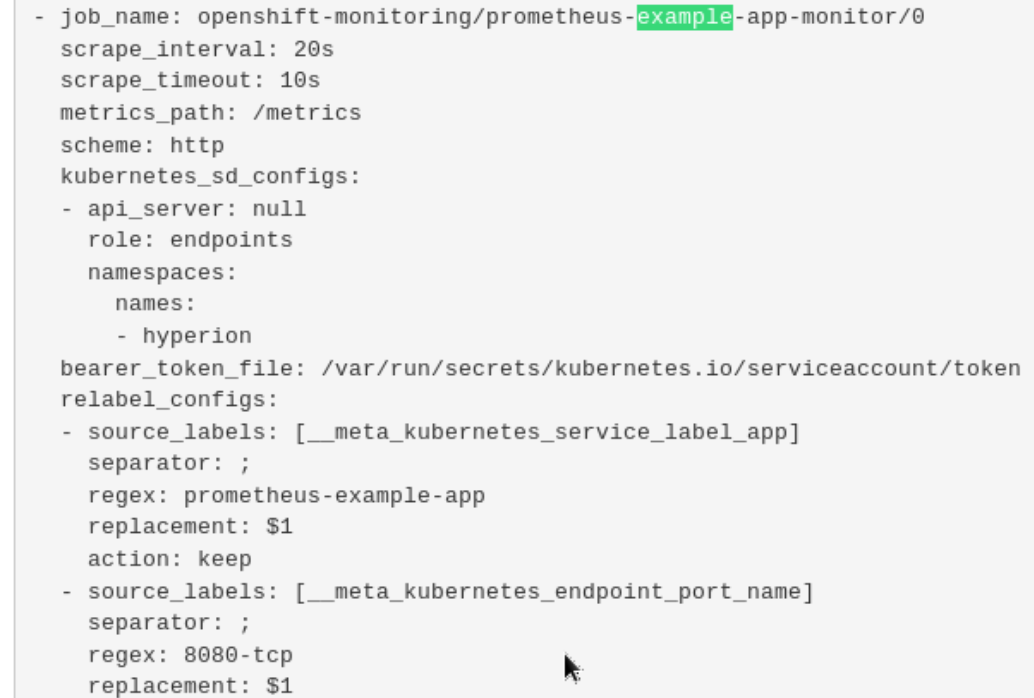 - job_name: openshift-monitoring/prometheus-example-app-monitor/0
  scrape_interval: 20s
  scrape_timeout: 10s
  metrics_path: /metrics
  scheme: http
  kubernetes_sd_configs:
  - api_server: null
    role: endpoints
    namespaces:
      names:
      - hyperion
  bearer_token_file: /var/run/secrets/kubernetes.io/serviceaccount/token
  relabel_configs:
  - source_labels: [__meta_kubernetes_service_label_app]
    separator: ;
    regex: prometheus-example-app
    replacement: $1
    action: keep
  - source_labels: [__meta_kubernetes_endpoint_port_name]
    separator: ;
    regex: 8080-tcp
    replacement: $1